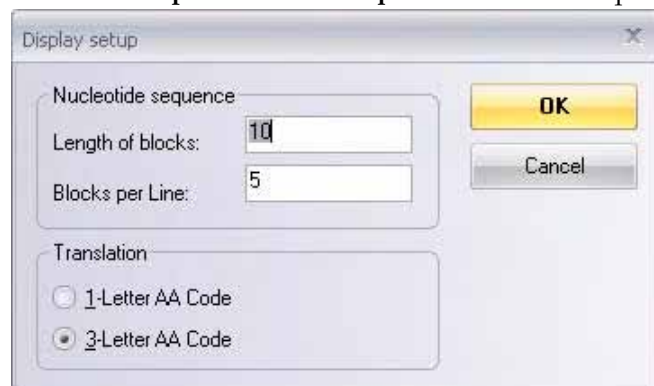 Display setup
Nucleotide sequence
Length of blocks:
10
Blocks per Line:
5
OK
Cancel
Translation
1-Letter AA Code
3-Letter AA Code